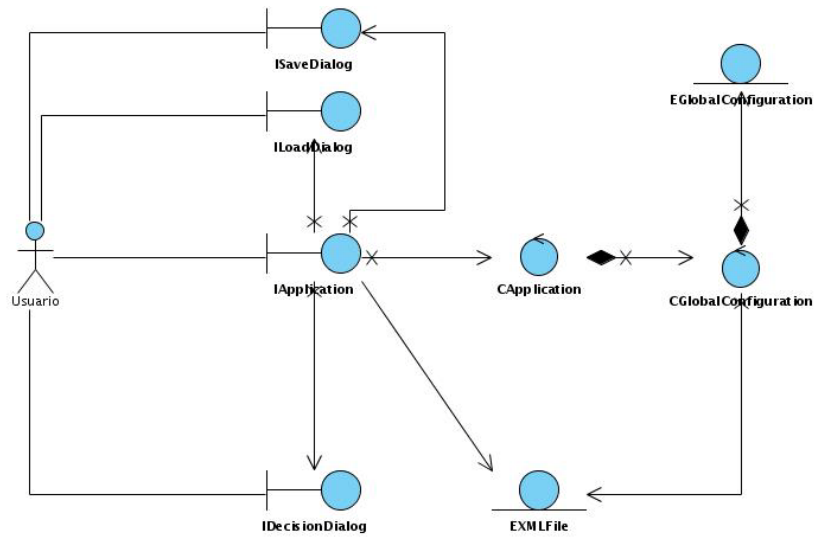 ISaveDialog
EGlobalConfiguration
ILoadDialog
Usuario
IApplication
CApplication
CGlobalConfiguration
IDecisionDialog
EXMLFile